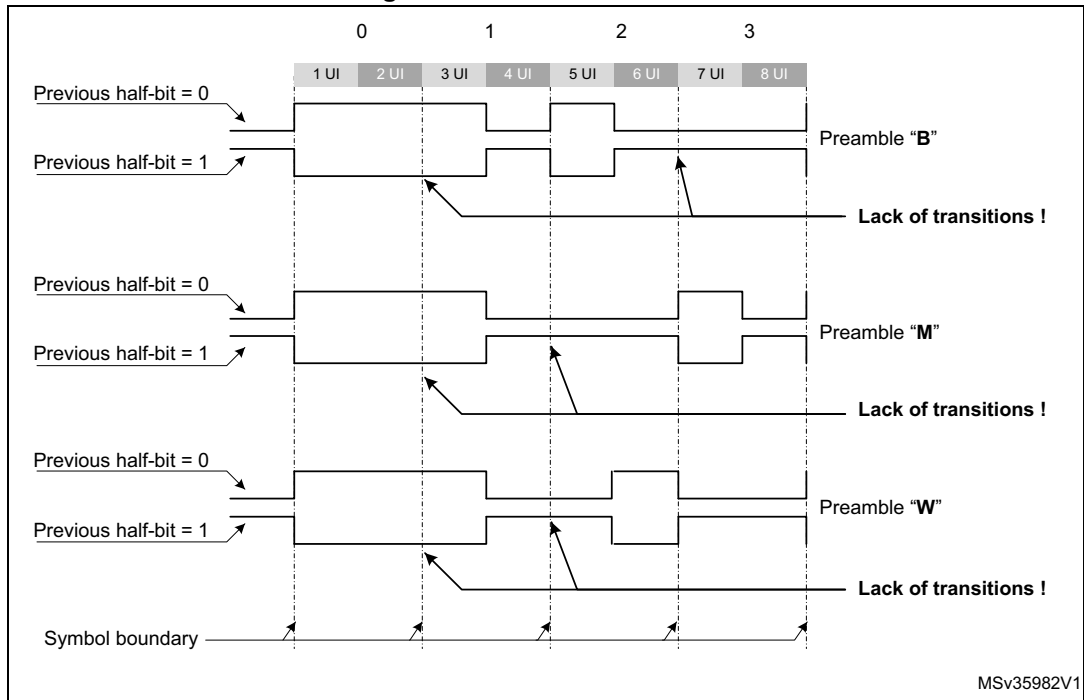 0 1 2 3
1 UI 2 UI 3 UI 4 UI 5 UI 6 UI 7 UI 8 UI
Previous half-bit = 0
Preamble “B”
Previous half-bit = 1
Lack of transitions !
Previous half-bit = 0
Preamble “M”
Previous half-bit = 1
Lack of transitions !
Previous half-bit = 0
Preamble “W”
Previous half-bit = 1
Lack of transitions !
Symbol boundary
MSv35982V1